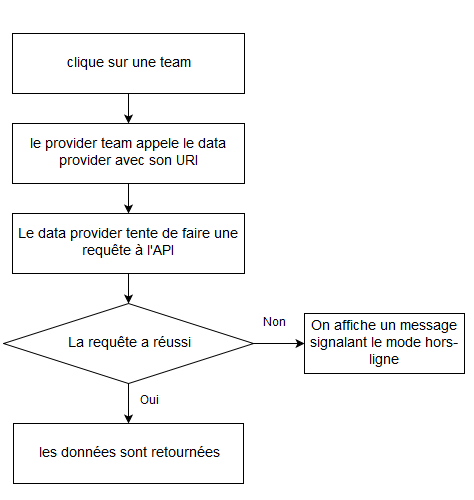 clique sur une team
le provider team appele le data
provider avec son URI
Le data provider tente de faire une
requête à l'API
La requête a réussi
Non
On affiche un message
signalant le mode hors-
ligne
Oui
les données sont retournées